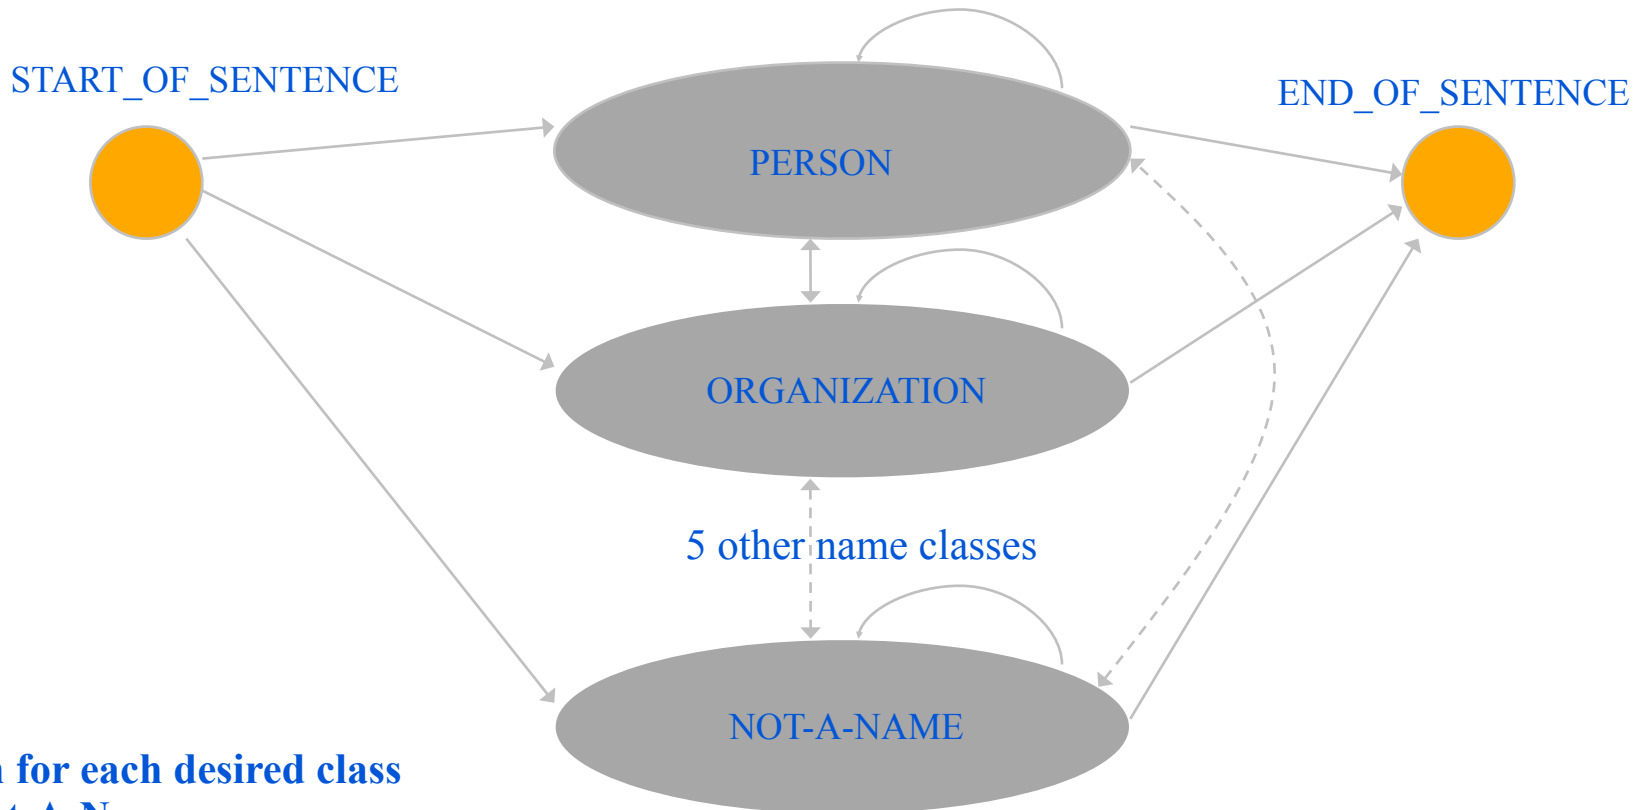 START_OF_SENTENCE
END_OF_SENTENCE
PERSON
ORGANIZATION
5 other name classes
NOT-A-NAME
for each desired class